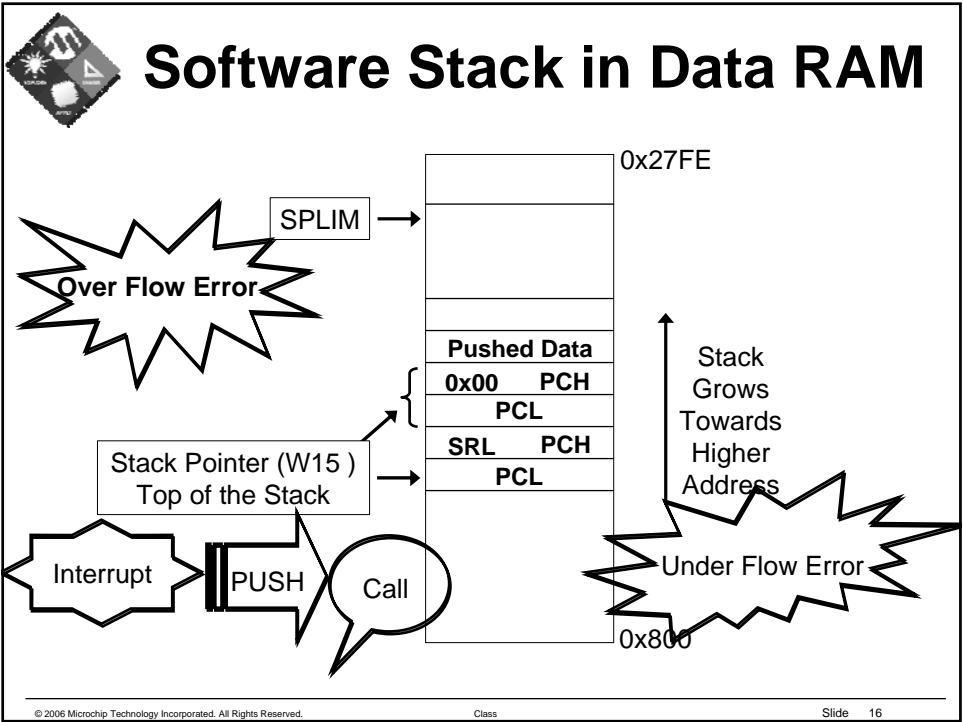 Software Stack in Data RAM
0x27FE
SPLIM
Over Flow Error
Pushed Data
0x00 PCH
PCL
SRL PCH
PCL
Stack
Grows
Towards
Higher
Address
Stack Pointer (W15 )
Top of the Stack
Interrupt
PUSH
Call
Under Flow Error
0x800
© 2006 Microchip Technology Incorporated. All Rights Reserved.
Class
Slide 16